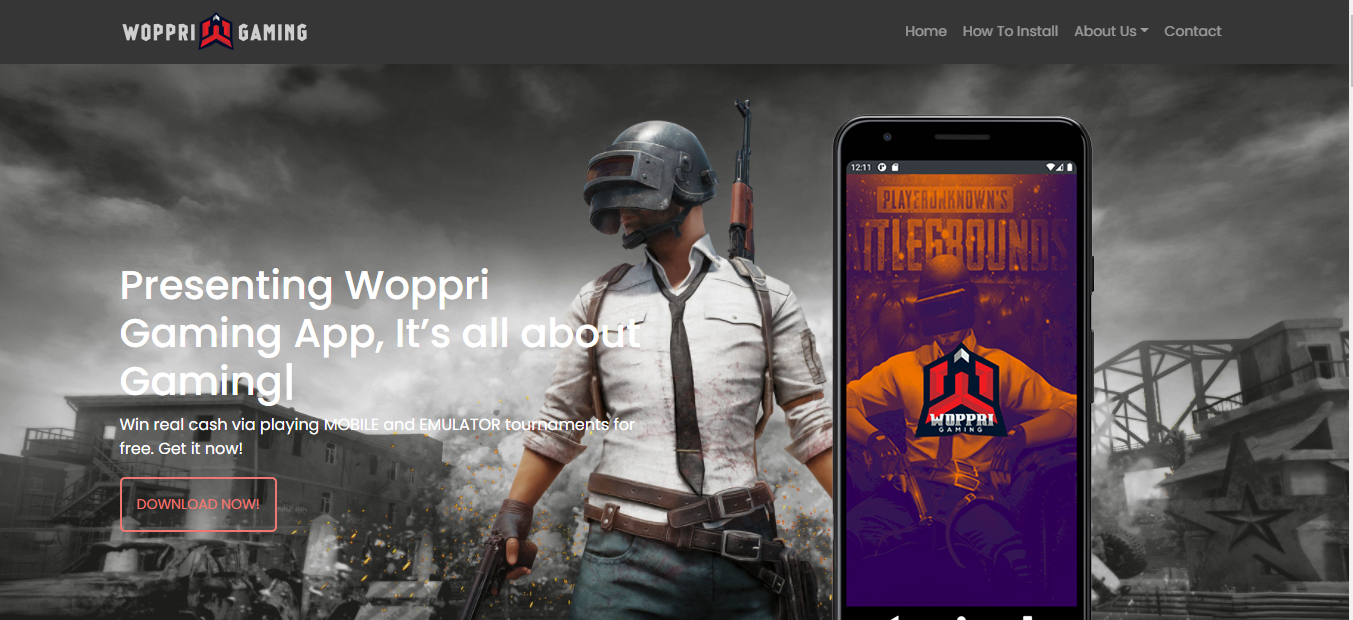 WOPPRI GAMING
Home How To Install About Us Contact
12:11
PLAYERUNKNOWN'S
ATTLEGROUNDS
Presenting Woppri
Gaming App, It’s all about
Gaming|
WOPPRI
GAMING
Win real cash via playing MOBILE and EMULATOR tournaments for
free. Get it now!
DOWNLOAD NOW!